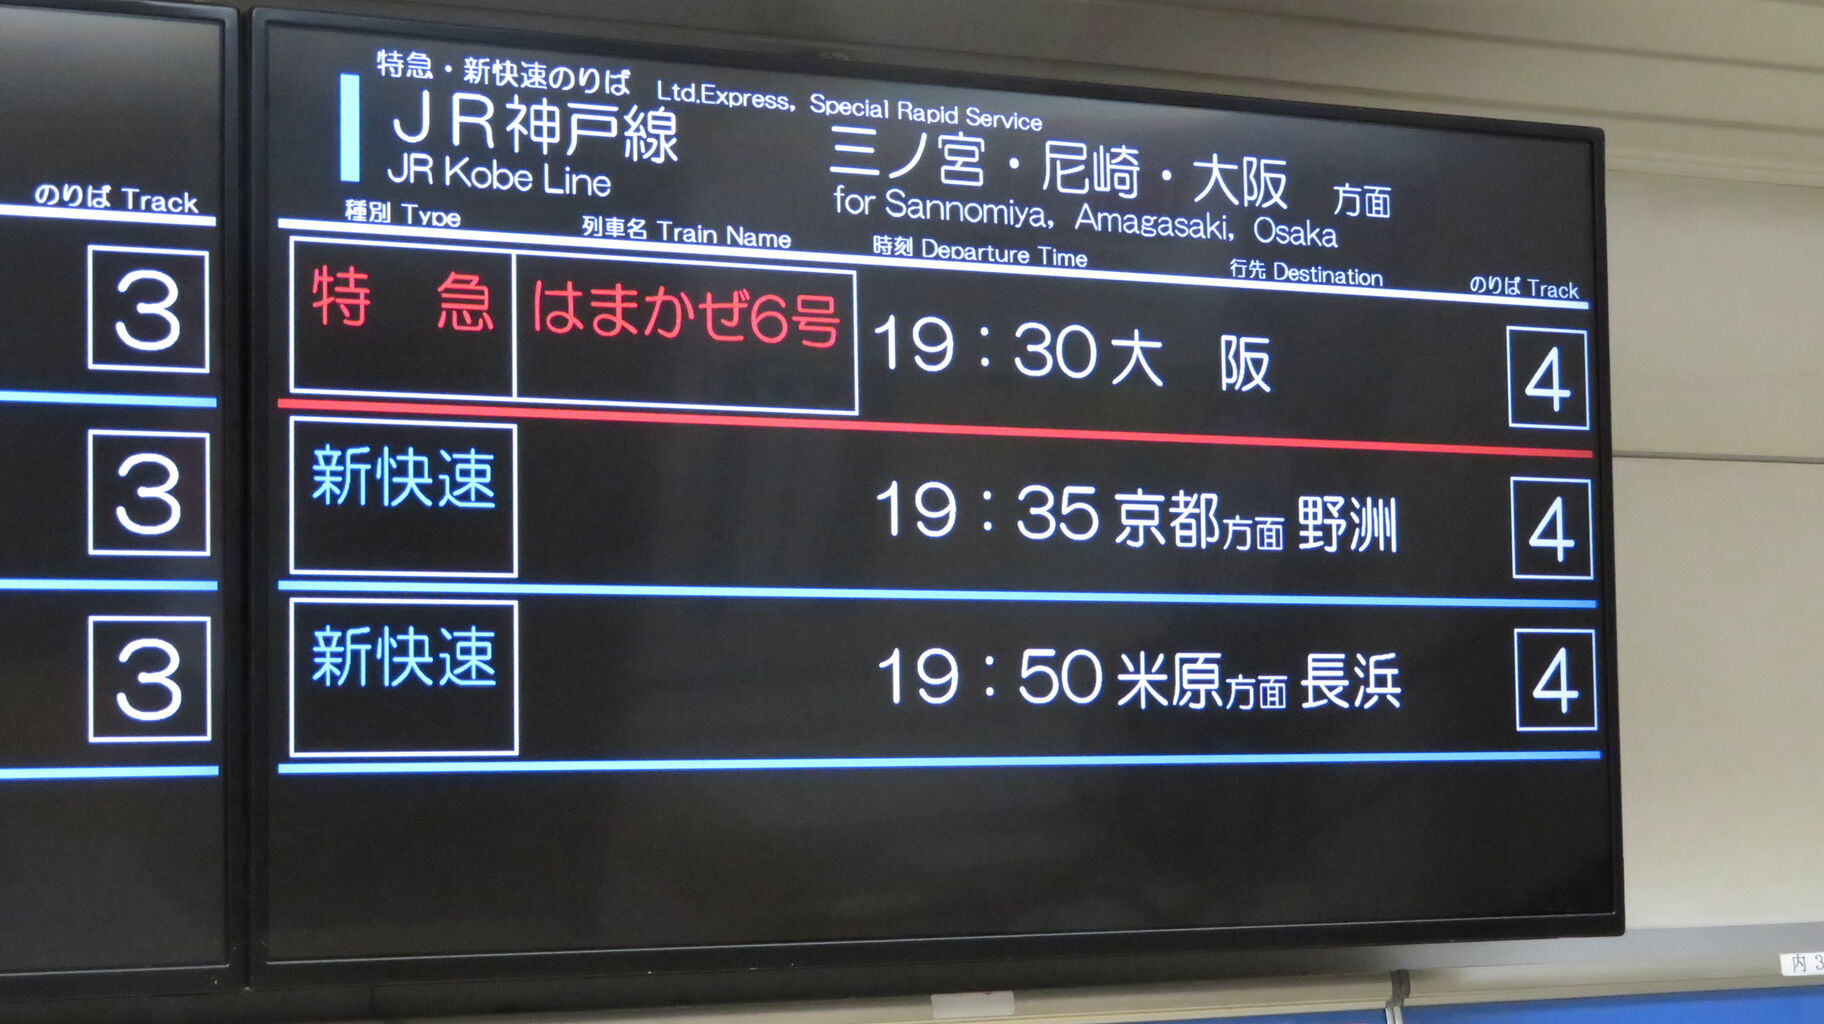 のりば Track
3
3
3
特急・新快速のりば Ltd.Express, Special Rapid Service
JR神戸線 三ノ宮・尼崎・大阪 方面
JR Kobe Line for Sannomiya, Amagasaki, Osaka
種別 Type 列車名 Train Name 時刻 Departure Time 行先 Destination のりば Track
特急 はまかぜ6号 19:30 大阪 4
新快速 19:35 京都方面 野洲 4
新快速 19:50 米原方面 長浜 4
内 3